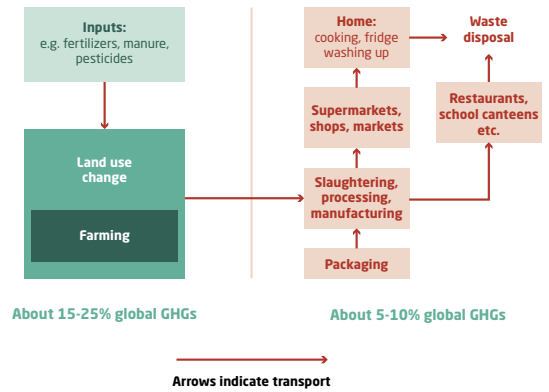 Inputs:
e.g. fertilizers, manure,
pesticides
Land use
change
Farming
About 15-25% global GHGs
Home:
cooking, fridge
washing up
Waste
disposal
Supermarkets,
shops, markets
Restaurants,
school canteens
etc.
Slaughtering,
processing,
manufacturing
Packaging
About 5-10% global GHGs
Arrows indicate transport